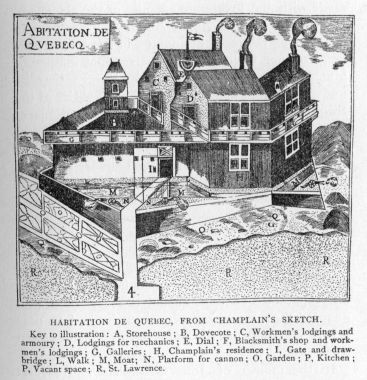 ABITATION DE
QVEBECQ
C
D
H
I
M
N
Q
4
R
R
R
HABITATION DE QUEBEC, FROM CHAMPLAIN'S SKETCH.
Key to illustration: A, Storehouse; B, Dovecote; C, Workmen's lodgings and
armoury; D, Lodgings for mechanics; E, Dial; F, Blacksmith's shop and work-
men's lodgings; G, Galleries; H, Champlain's residence; I, Gate and draw-
bridge; L, Walk; M, Moat; N, Platform for cannon; O, Garden; P, Kitchen;
P, Vacant space; R, St. Lawrence.